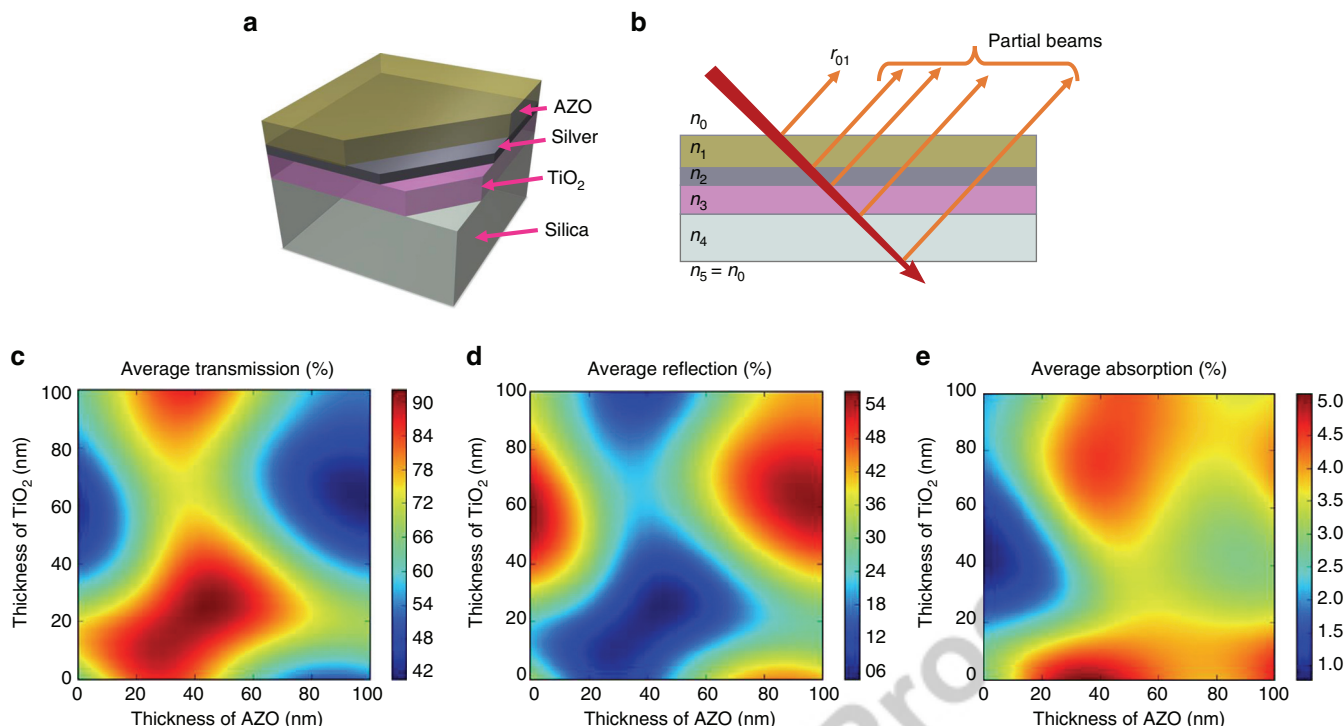 a
AZO
Silver
TiO2
Silica
b
Partial beams
r01
n0
n1
n2
n3
n4
n5 = n0
c
Average transmission (%)
100
80
60
40
20
0
0 20 40 60 80 100
Thickness of TiO2 (nm)
Thickness of AZO (nm)
90
84
78
72
66
60
54
48
42
d
Average reflection (%)
100
80
60
40
20
0
0 20 40 60 80 100
Thickness of TiO2 (nm)
Thickness of AZO (nm)
54
48
42
36
30
24
18
12
06
e
Average absorption (%)
100
80
60
40
20
0
0 20 40 60 80 100
Thickness of TiO2 (nm)
Thickness of AZO (nm)
5.0
4.5
4.0
3.5
3.0
2.5
2.0
1.5
1.0